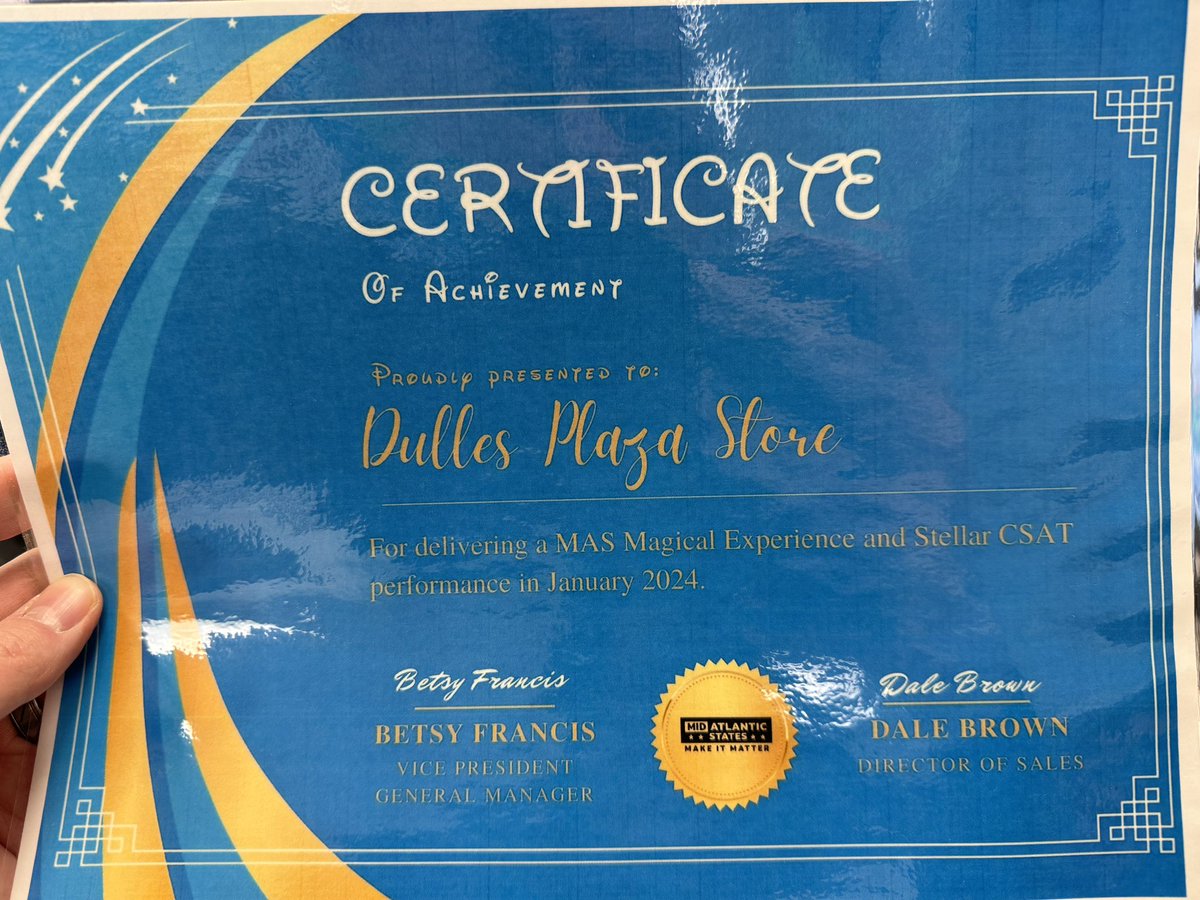 CERTIFICATE
OF ACHIEVEMENT
PROUDLY PRESENTED TO:
Dulles Plaza Store
For delivering a MAS Magical Experience and Stellar CSAT
performance in January 2024.
Betsy Francis
BETSY FRANCIS
VICE PRESIDENT
GENERAL MANAGER
MID ATLANTIC
STATES
MAKE IT MATTER
Dale Brown
DALE BROWN
DIRECTOR OF SALES